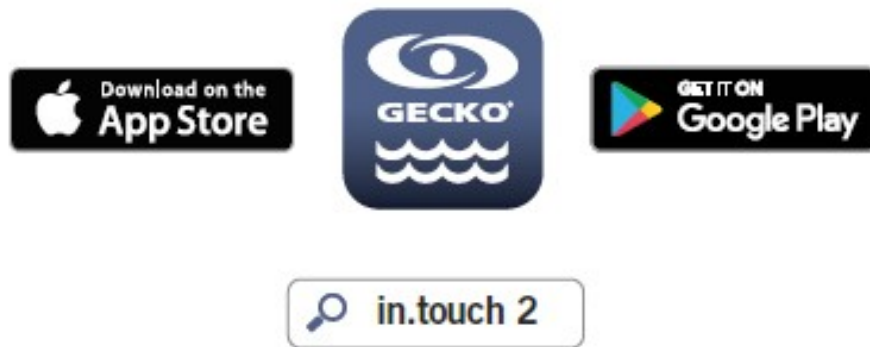 Download on the
App Store
GECKO®
GET IT ON
Google Play
in.touch 2